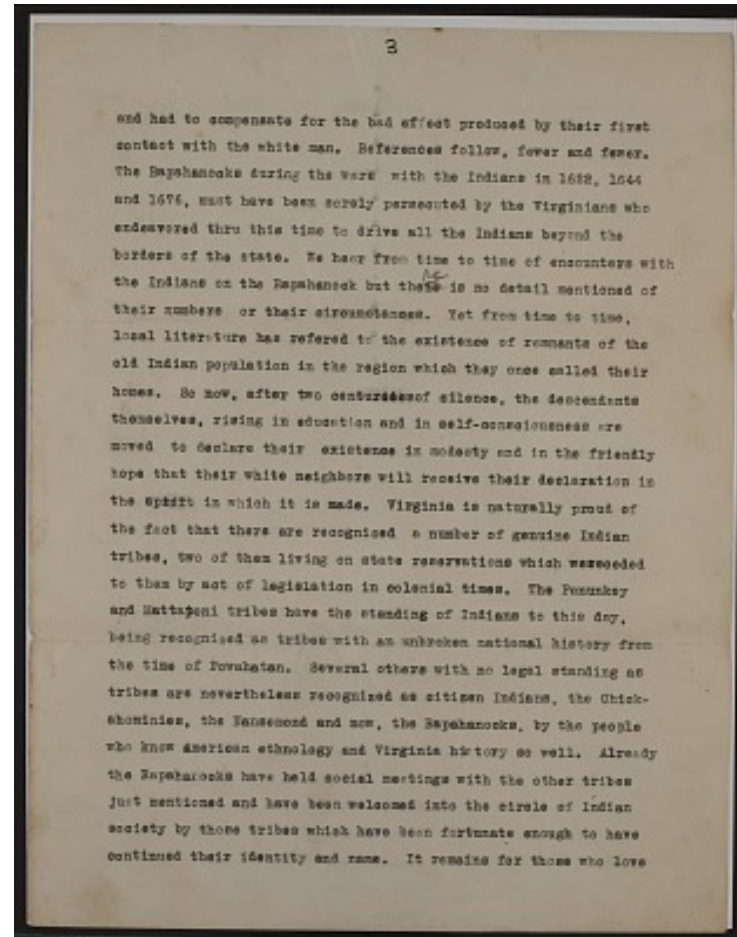 3
and had to compensate for the bad effect produced by their first
contact with the white man. References follow, fewer and fewer.
The Rapahanocks during the wars with the Indians in 1622, 1644
and 1676, must have been sorely persecuted by the Virginians who
endeavored thru this time to drive all the Indians beyond the
borders of the state. We hear from time to time of encounters with
the Indians on the Rapahanock but there is no detail mentioned of
their numbers or their circumstances. Yet from time to time,
local literature has refered to the existence of remnants of the
old Indian population in the region which they once called their
homes. So now, after two centuries of silence, the descendants
themselves, rising in education and in self-consciousness are
moved to declare their existence in modesty and in the friendly
hope that their white neighbors will receive their declaration in
the spirit in which it is made. Virginia is naturally proud of
the fact that there are recognized a number of genuine Indian
tribes, two of them living on state reservations which wereceded
to them by act of legislation in colonial times. The Pamunkey
and Mattaponi tribes have the standing of Indians to this day,
being recognized as tribes with an unbroken national history from
the time of Powahatan. Several others with no legal standing as
tribes are nevertheless recognized as citizen Indians, the Chick-
ahominies, the Nansemond and now, the Rapahanocks, by the people
who know American ethnology and Virginia history so well. Already
the Rapahanocks have held social meetings with the other tribes
just mentioned and have been welcomed into the circle of Indian
society by those tribes which have been fortunate enough to have
continued their identity and name. It remains for those who love